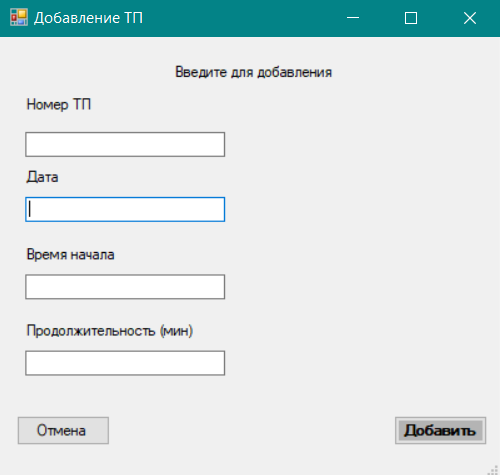 Добавление ТП
Введите для добавления
Номер ТП
Дата
Время начала
Продолжительность (мин)
Отмена
Добавить